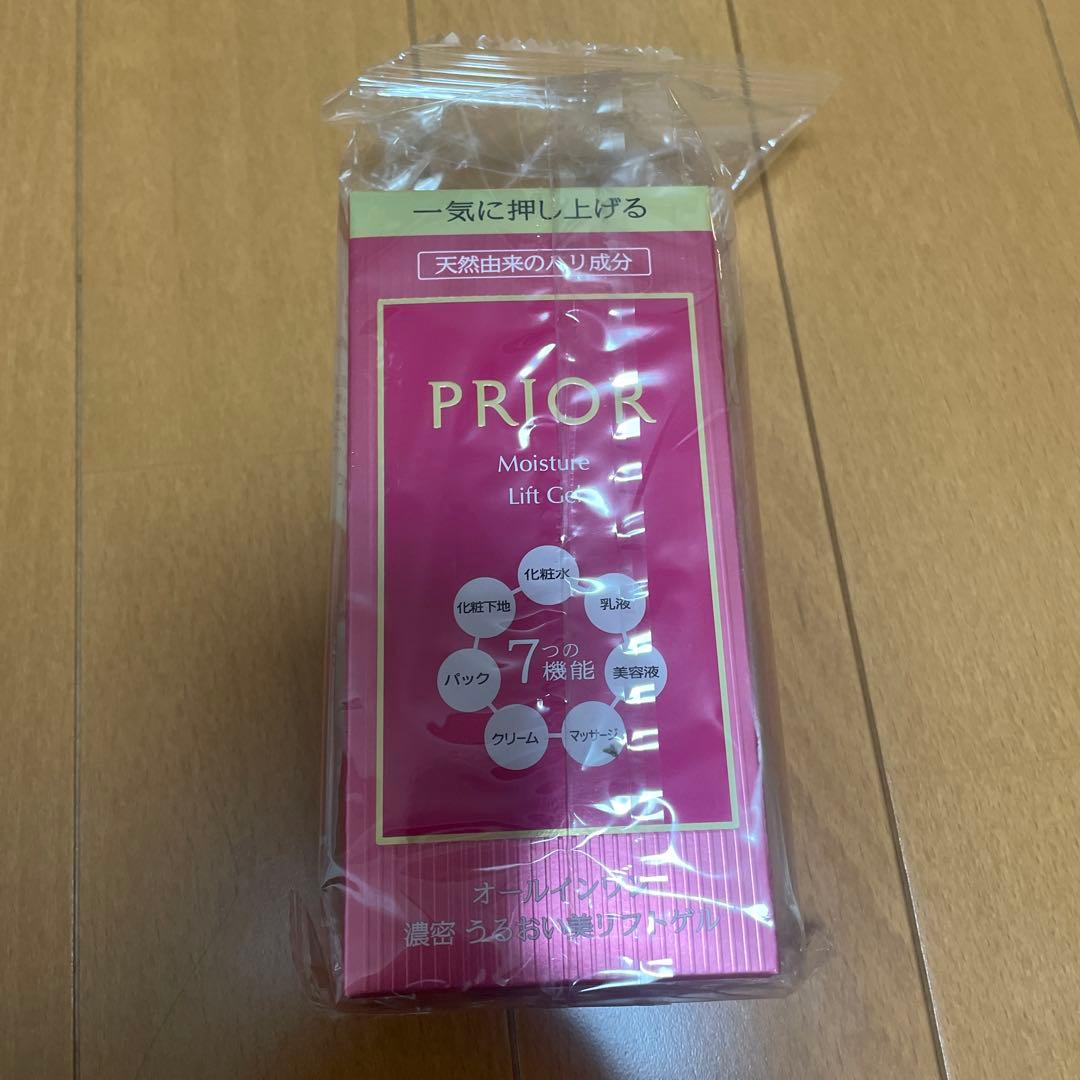 一気に押し上げる
天然由来のハリ成分
PRIOR
Moisture
Lift Gel
化粧水
化粧下地
乳液
7つの機能
パック
美容液
クリーム
マッサージ
オールインワン
濃密 うるおい美リフトゲル